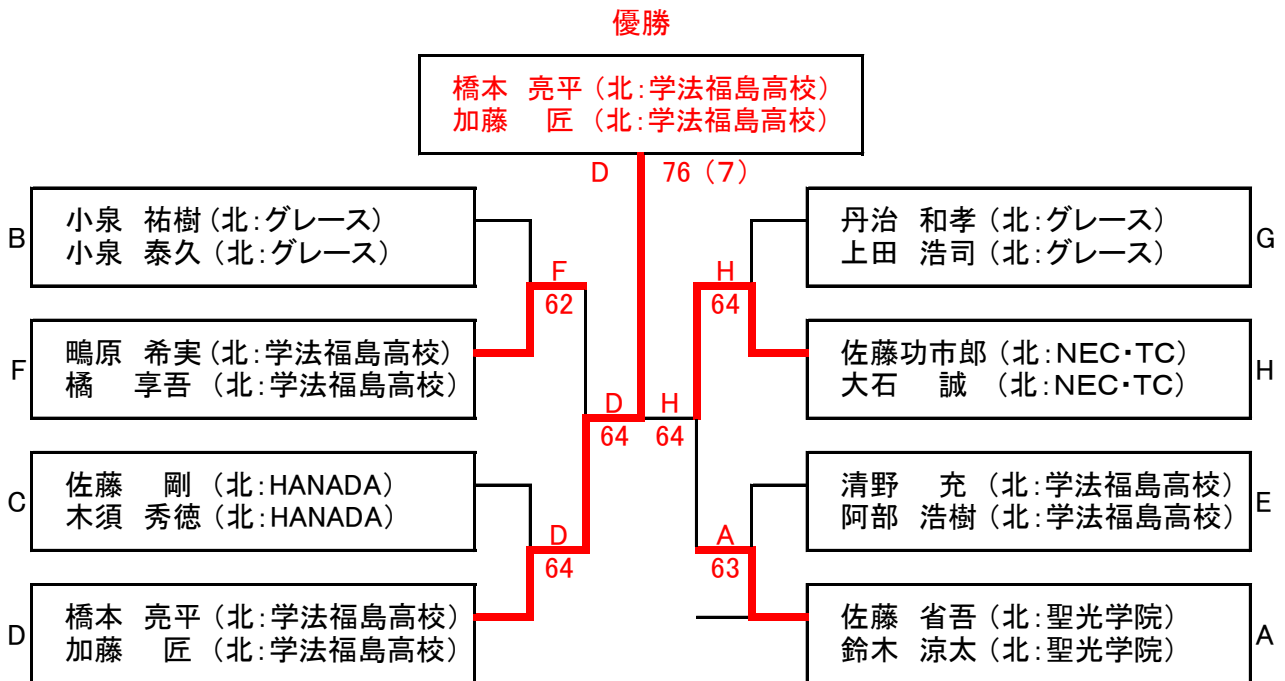 優勝
橋本 亮平 (北:学法福島高校)
加藤 匠 (北:学法福島高校)
D 76 (7)
B
小泉 祐樹 (北:グレース)
小泉 泰久 (北:グレース)
丹治 和孝 (北:グレース)
上田 浩司 (北:グレース)
G
F
62
H
64
F
鴫原 希実 (北:学法福島高校)
橘 享吾 (北:学法福島高校)
佐藤功市郎 (北:NEC・TC)
大石 誠 (北:NEC・TC)
H
D
64
H
64
C
佐藤 剛 (北:HANADA)
木須 秀徳 (北:HANADA)
清野 充 (北:学法福島高校)
阿部 浩樹 (北:学法福島高校)
E
D
64
A
63
D
橋本 亮平 (北:学法福島高校)
加藤 匠 (北:学法福島高校)
佐藤 省吾 (北:聖光学院)
鈴木 涼太 (北:聖光学院)
A